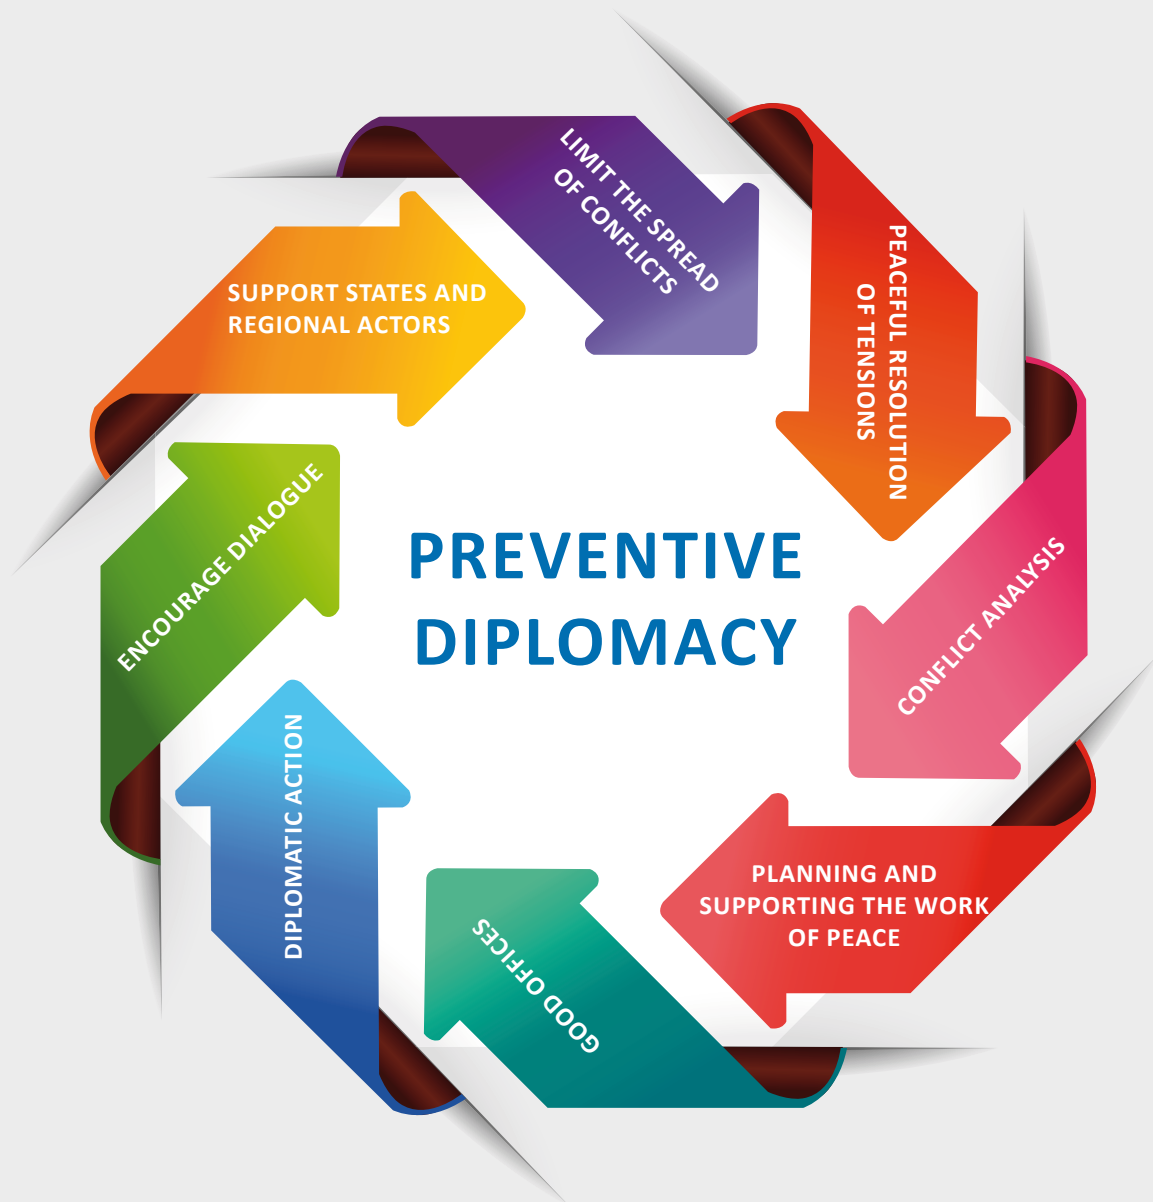 PREVENTIVE
DIPLOMACY
LIMIT THE SPREAD
OF CONFLICTS
PEACEFUL RESOLUTION
OF TENSIONS
CONFLICT ANALYSIS
PLANNING AND
SUPPORTING THE WORK
OF PEACE
GOOD OFFICES
DIPLOMATIC ACTION
ENCOURAGE DIALOGUE
SUPPORT STATES AND
REGIONAL ACTORS